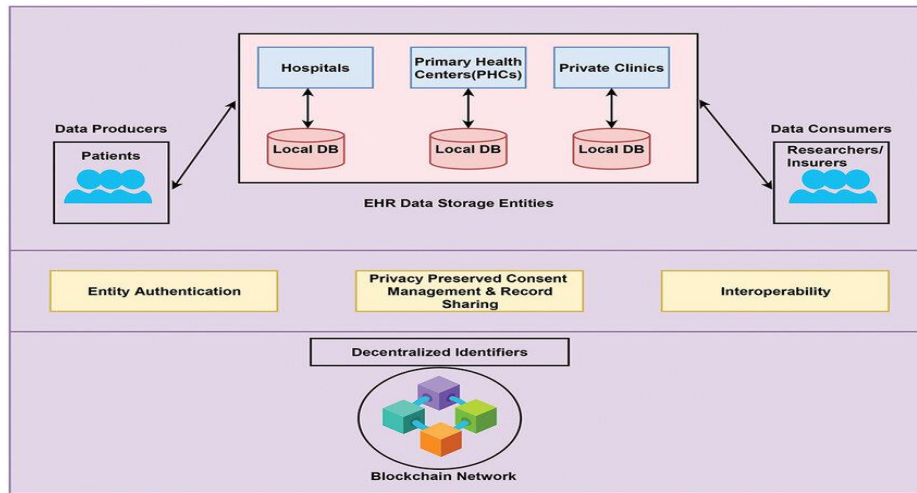 Hospitals
Primary Health
Centers(PHCs)
Private Clinics
Local DB
Local DB
Local DB
Data Producers
Patients
Data Consumers
Researchers/
Insurers
EHR Data Storage Entities
Entity Authentication
Privacy Preserved Consent
Management & Record
Sharing
Interoperability
Decentralized Identifiers
Blockchain Network